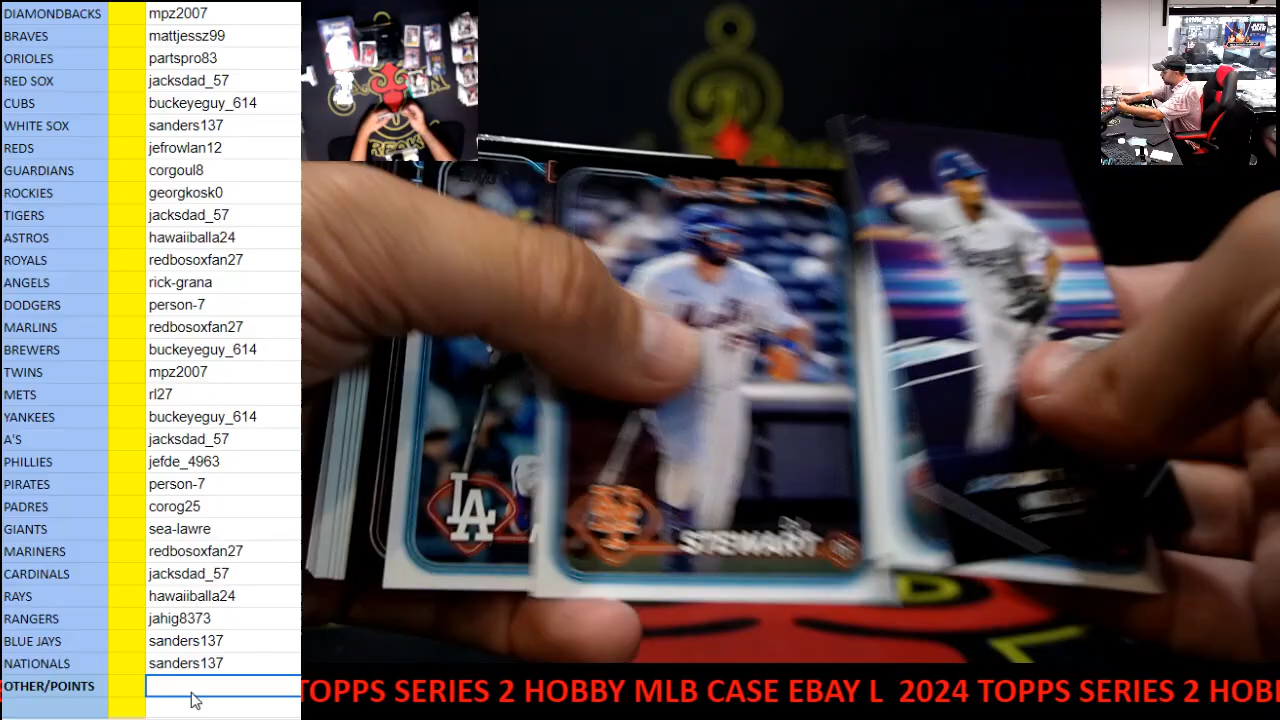 DIAMONDBACKS mpz2007
BRAVES mattjessz99
ORIOLES partspro83
RED SOX jacksdad_57
CUBS buckeyeguy_614
WHITE SOX sanders137
REDS jefrowlan12
GUARDIANS corgoul8
ROCKIES georgkosk0
TIGERS jacksdad_57
ASTROS hawaiiballa24
ROYALS redbosoxfan27
ANGELS rick-grana
DODGERS person-7
MARLINS redbosoxfan27
BREWERS buckeyeguy_614
TWINS mpz2007
METS rl27
YANKEES buckeyeguy_614
A'S jacksdad_57
PHILLIES jefde_4963
PIRATES person-7
PADRES corog25
GIANTS sea-lawre
MARINERS redbosoxfan27
CARDINALS jacksdad_57
RAYS hawaiiballa24
RANGERS jahig8373
BLUE JAYS sanders137
NATIONALS sanders137
OTHER/POINTS
METS
LA
STEWART
TOPPS SERIES 2 HOBBY MLB CASE EBAY L 2024 TOPPS SERIES 2 HOB